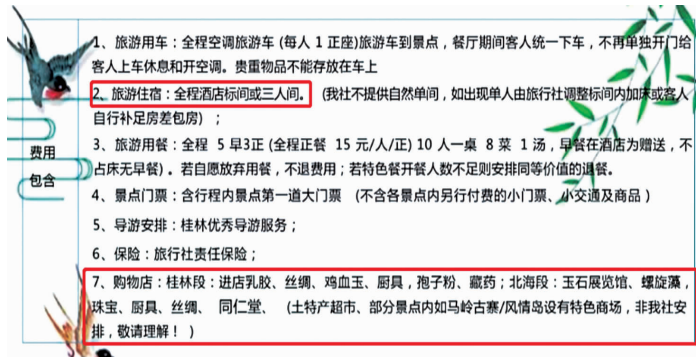 1、旅游用车：全程空调旅游车 (每人 1 正座)旅游车到景点，餐厅期间客人统一下车，不再单独开门给
客人上车休息和开空调。贵重物品不能存放在车上
2、旅游住宿：全程酒店标间或三人间。(我社不提供自然单间，如出现单人由旅行社调整标间内加床或客人
自行补足房差包房) ；
费用
包含
3、旅游用餐：全程 5 早3正 (全程正餐 15 元/人/正) 10 人一桌 8 菜 1 汤，早餐在酒店为赠送，不
占床无早餐) 。若自愿放弃用餐，不退费用；若特色餐开餐人数不足则安排同等价值的退餐。
4、景点门票：含行程内景点第一道大门票 (不含各景点内另行付费的小门票、小交通及商品 )
5、导游安排：桂林优秀导游服务；
6、保险：旅行社责任保险；
7、购物店：桂林段：进店乳胶、丝绸、鸡血玉、厨具，孢子粉、藏药；北海段：玉石展览馆、螺旋藻，
珠宝、厨具、丝绸、 同仁堂、 (土特产超市、部分景点内如马岭古寨/风情岛设有特色商场，非我社安
排，敬请理解！ )